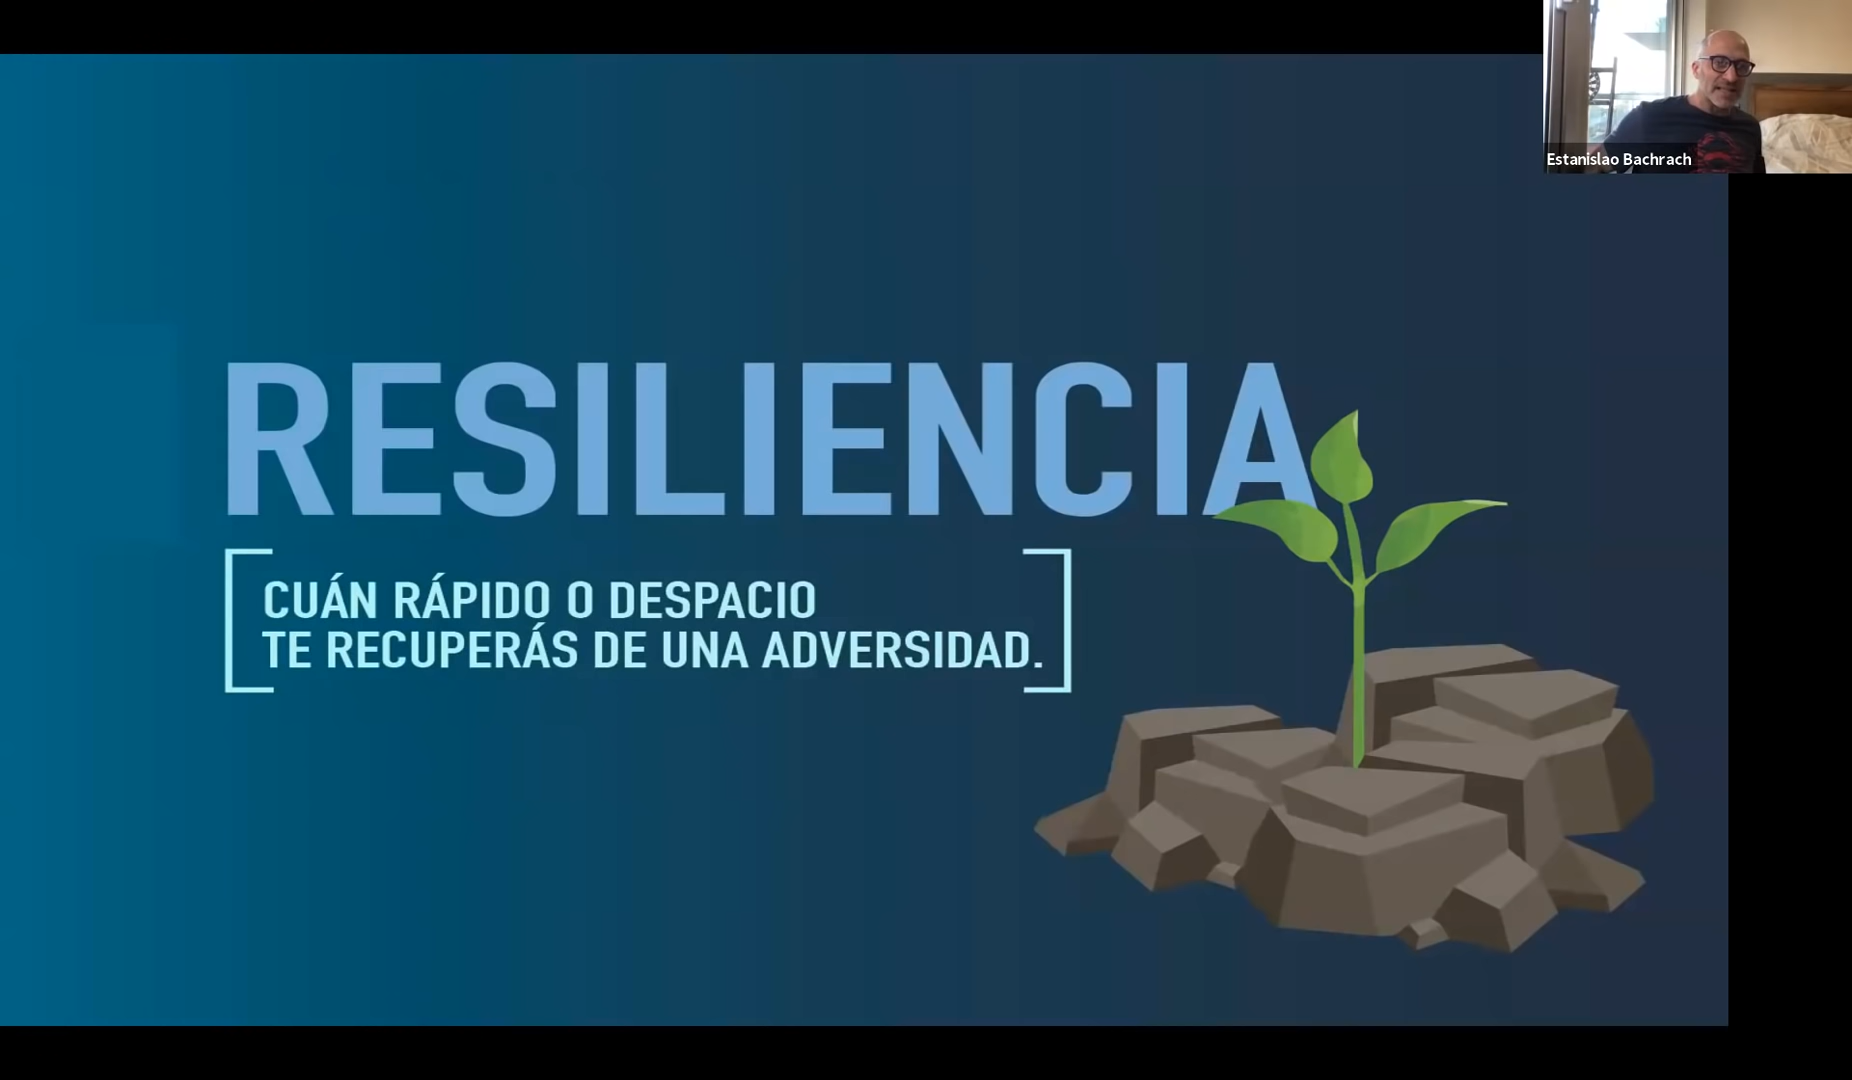 Estanislao Bachrach
RESILIENCIA
CUÁN RÁPIDO O DESPACIO
TE RECUPERÁS DE UNA ADVERSIDAD.